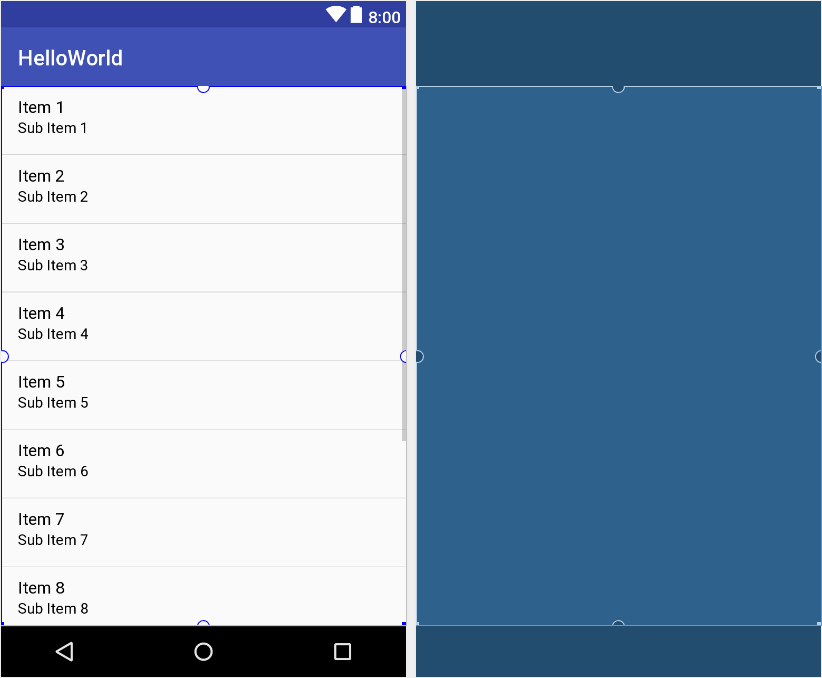 8:00
HelloWorld
Item 1
Sub Item 1
Item 2
Sub Item 2
Item 3
Sub Item 3
Item 4
Sub Item 4
Item 5
Sub Item 5
Item 6
Sub Item 6
Item 7
Sub Item 7
Item 8
Sub Item 8